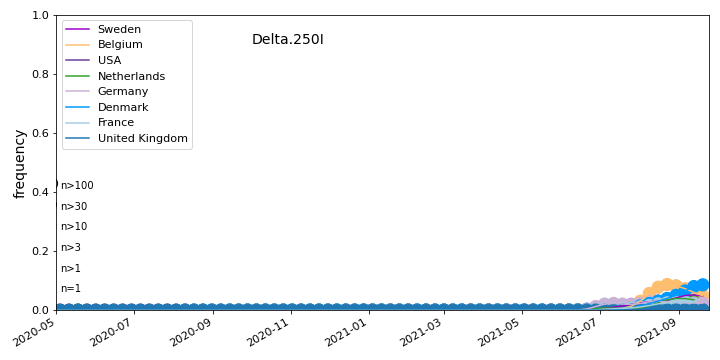 Delta.250I
Sweden
Belgium
USA
Netherlands
Germany
Denmark
France
United Kingdom
frequency
1.0
0.8
0.6
0.4
0.2
0.0
n>100
n>30
n>10
n>3
n>1
n=1
2020-05
2020-07
2020-09
2020-11
2021-01
2021-03
2021-05
2021-07
2021-09